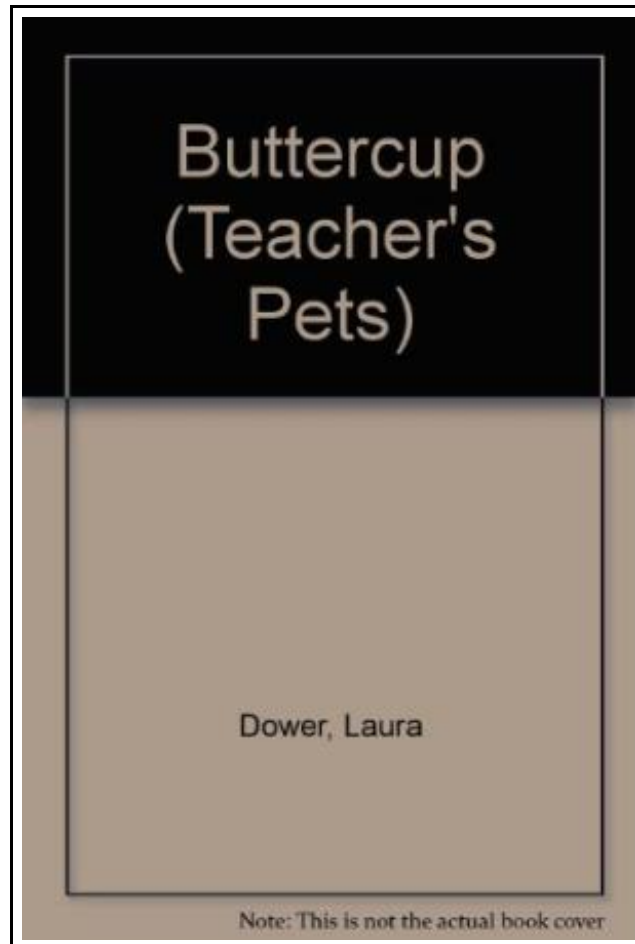 Buttercup
(Teacher's
Pets)
Dower, Laura
Note: This is not the actual book cover